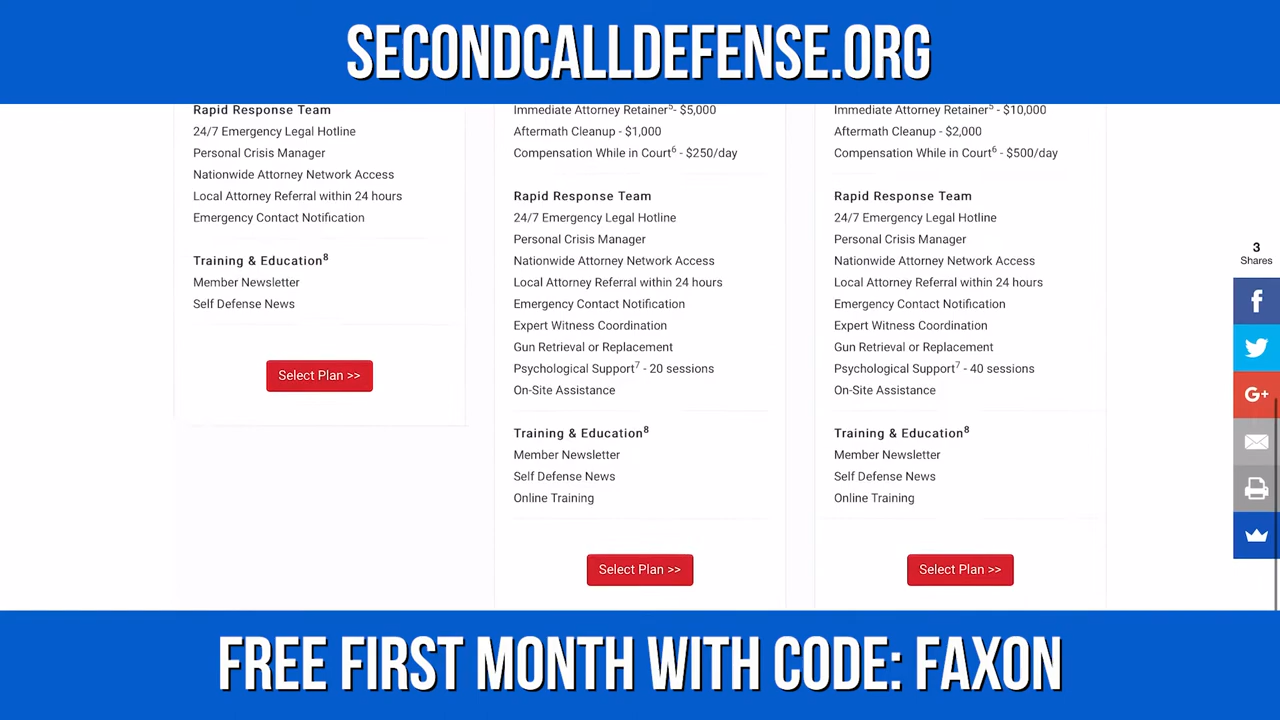 SECONDCALLDEFENSE.ORG
Rapid Response Team
24/7 Emergency Legal Hotline
Personal Crisis Manager
Nationwide Attorney Network Access
Local Attorney Referral within 24 hours
Emergency Contact Notification
Training & Education8
Member Newsletter
Self Defense News
Select Plan >>
Immediate Attorney Retainer5- $5,000
Aftermath Cleanup - $1,000
Compensation While in Court6 - $250/day
Rapid Response Team
24/7 Emergency Legal Hotline
Personal Crisis Manager
Nationwide Attorney Network Access
Local Attorney Referral within 24 hours
Emergency Contact Notification
Expert Witness Coordination
Gun Retrieval or Replacement
Psychological Support7 - 20 sessions
On-Site Assistance
Training & Education8
Member Newsletter
Self Defense News
Online Training
Select Plan >>
Immediate Attorney Retainer5 - $10,000
Aftermath Cleanup - $2,000
Compensation While in Court6 - $500/day
Rapid Response Team
24/7 Emergency Legal Hotline
Personal Crisis Manager
Nationwide Attorney Network Access
Local Attorney Referral within 24 hours
Emergency Contact Notification
Expert Witness Coordination
Gun Retrieval or Replacement
Psychological Support7 - 40 sessions
On-Site Assistance
Training & Education8
Member Newsletter
Self Defense News
Online Training
Select Plan >>
3
Shares
f
G+
FREE FIRST MONTH WITH CODE: FAXON